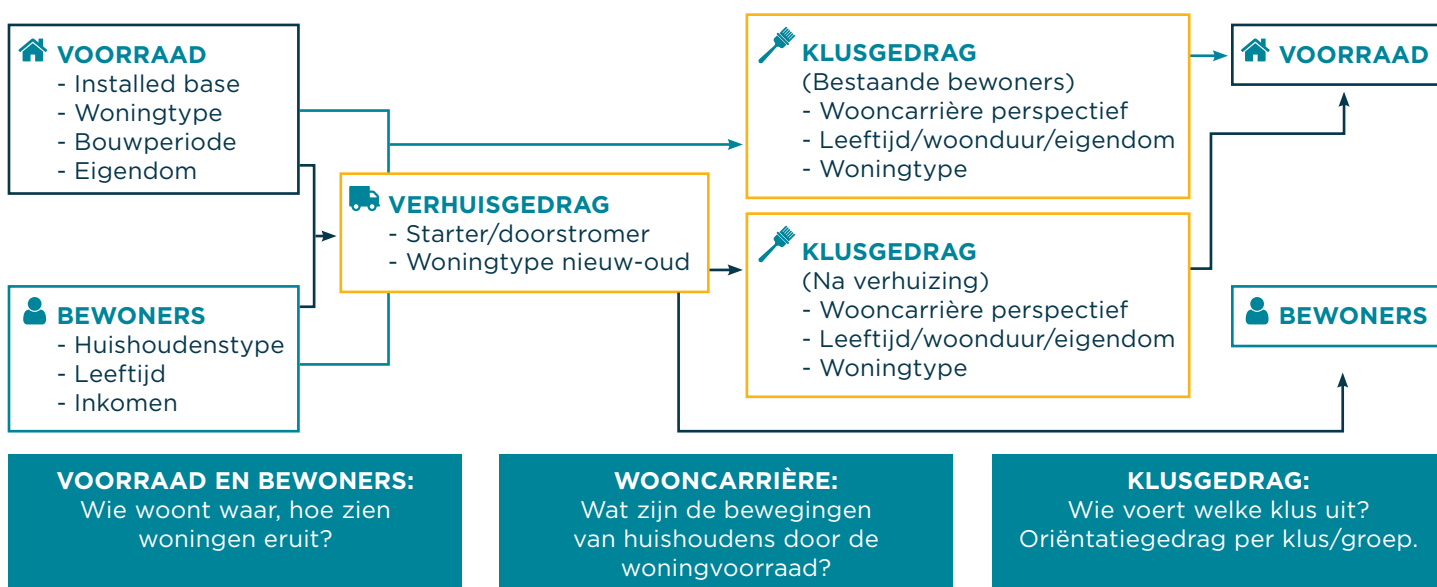 VOORRAAD
- Installed base
- Woningtype
- Bouwperiode
- Eigendom
BEWONERS
- Huishoudenstype
- Leeftijd
- Inkomen
VERHUISGEDRAG
- Starter/doorstromer
- Woningtype nieuw-oud
KLUSGEDRAG
(Bestaande bewoners)
- Wooncarrière perspectief
- Leeftijd/woonduur/eigendom
- Woningtype
KLUSGEDRAG
(Na verhuizing)
- Wooncarrière perspectief
- Leeftijd/woonduur/eigendom
- Woningtype
VOORRAAD
BEWONERS
VOORRAAD EN BEWONERS:
Wie woont waar, hoe zien
woningen eruit?
WOONCARRIÈRE:
Wat zijn de bewegingen
van huishoudens door de
woningvoorraad?
KLUSGEDRAG:
Wie voert welke klus uit?
Oriëntatiegedrag per klus/groep.